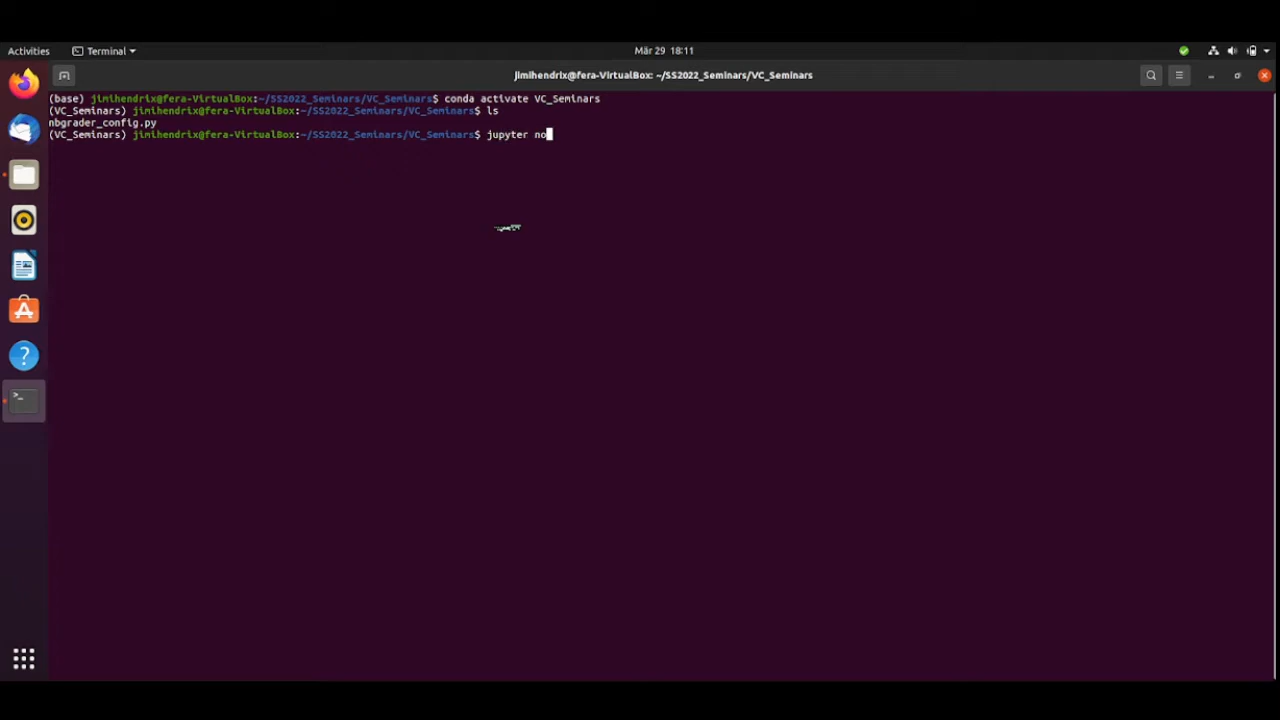 Activities
Terminal
Mär 29 18:11
jimihendrix@fera-VirtualBox: ~/SS2022_Seminars/VC_Seminars
(base) jimihendrix@fera-VirtualBox:~/SS2022_Seminars/VC_Seminars$ conda activate VC_Seminars
(VC_Seminars) jimihendrix@fera-VirtualBox:~/SS2022_Seminars/VC_Seminars$ ls
nbgrader_config.py
(VC_Seminars) jimihendrix@fera-VirtualBox:~/SS2022_Seminars/VC_Seminars$ jupyter no